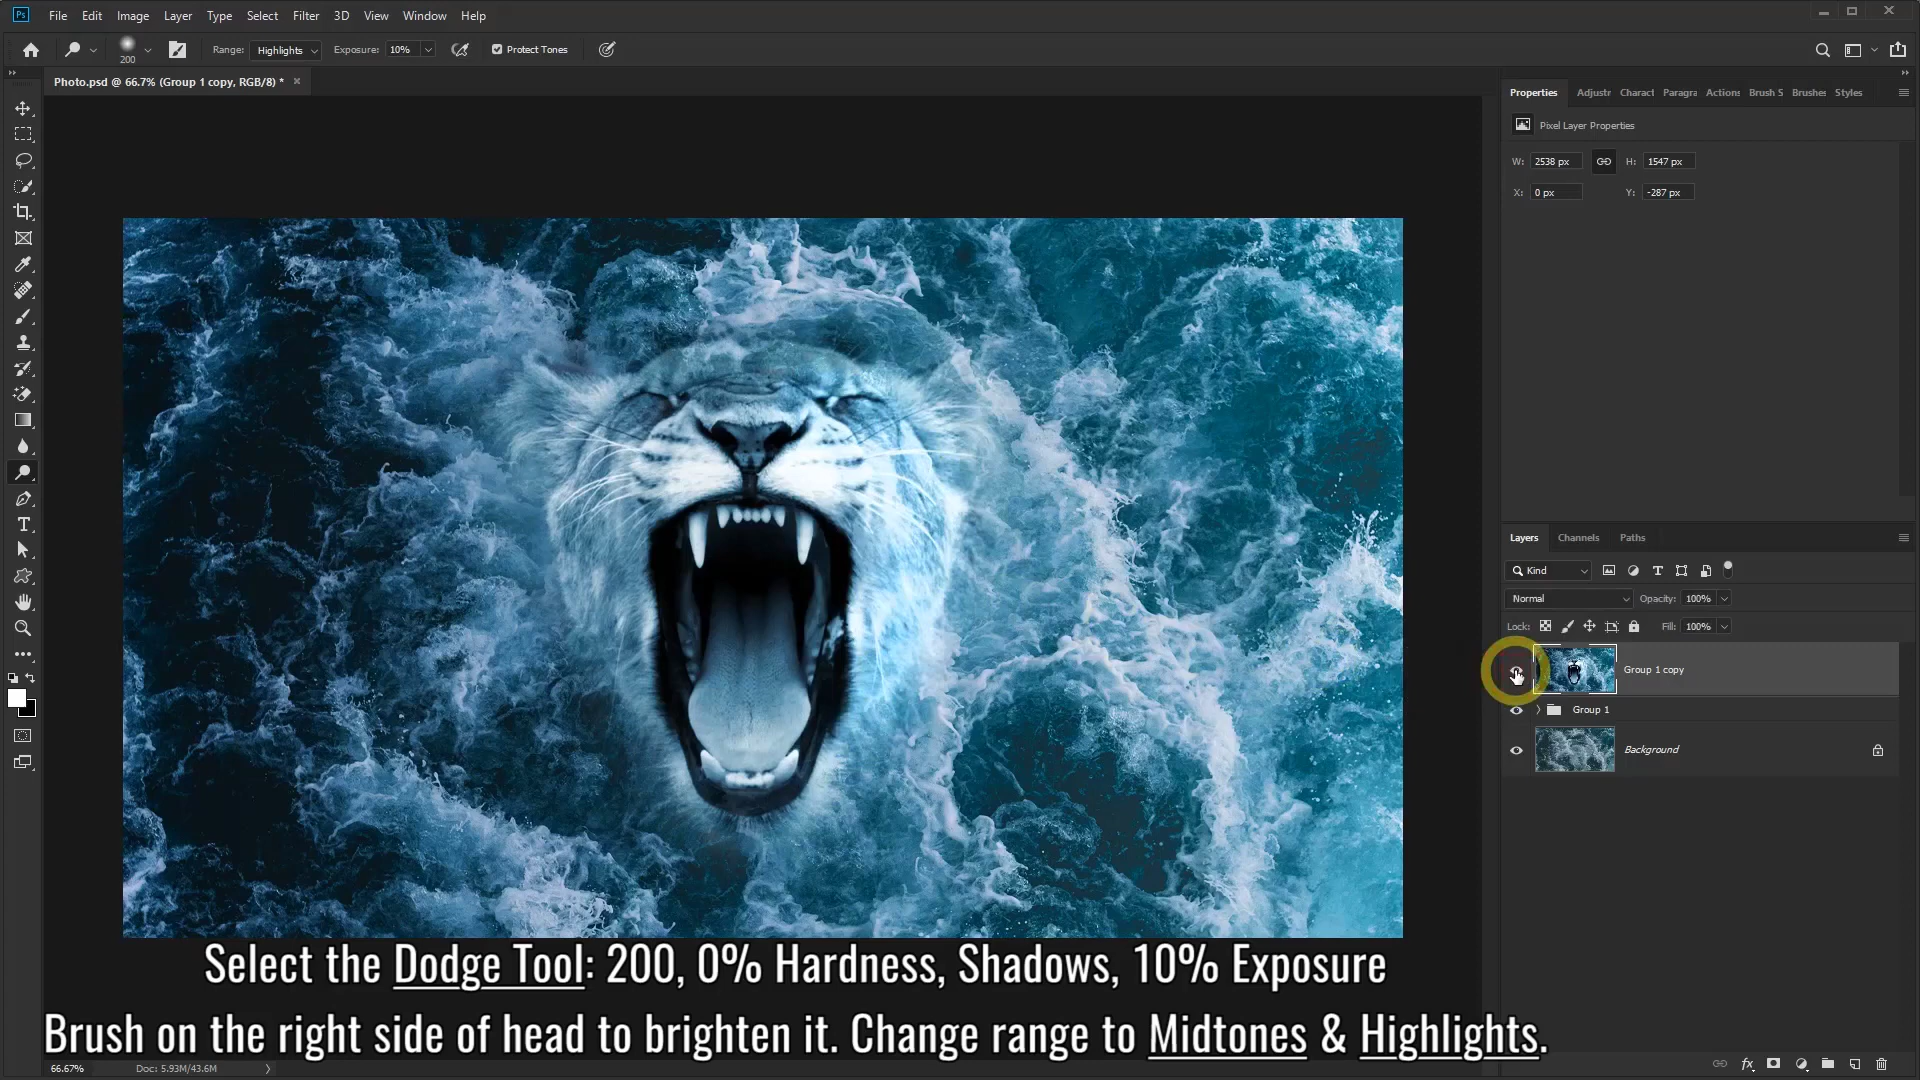 Ps File Edit Image Layer Type Select Filter 3D View Window Help
200 Range: Highlights Exposure: 10% Protect Tones
Photo.psd @ 66.7% (Group 1 copy, RGB/8) *
Properties Adjustr Charact Paragra Actions Brush S Brushes Styles
Pixel Layer Properties
W: 2538 px H: 1547 px
X: 0 px Y: -287 px
Layers Channels Paths
Kind
Normal Opacity: 100%
Lock: Fill: 100%
Group 1 copy
Group 1
Background
Select the Dodge Tool: 200, 0% Hardness, Shadows, 10% Exposure
Brush on the right side of head to brighten it. Change range to Midtones & Highlights.
66.67% Doc: 5.93M/43.6M